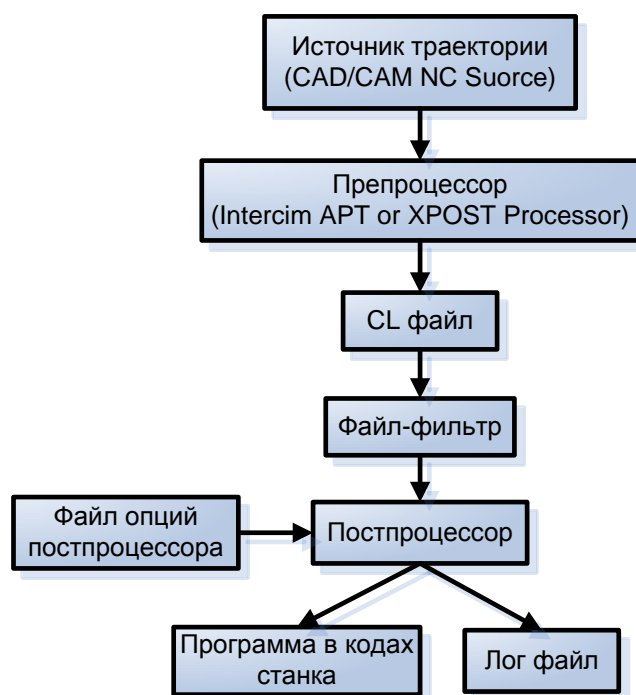 Источник траектории
(CAD/CAM NC Suorce)
Препроцессор
(Intercim APT or XPOST Processor)
CL файл
Файл-фильтр
Файл опций
постпроцессора
Постпроцессор
Программа в кодах
станка
Лог файл